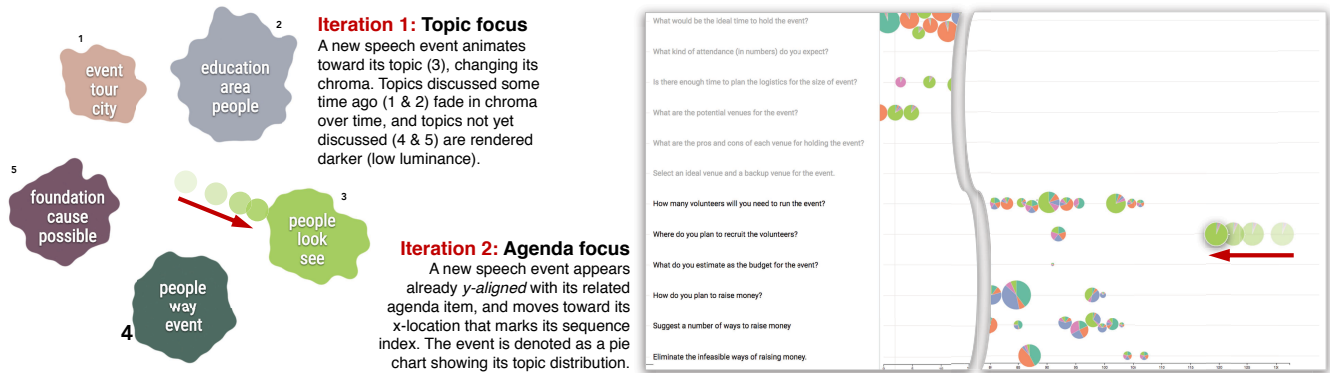 1
event
tour
city
2
education
area
people
5
foundation
cause
possible
3
people
look
see
people
way
event
4
Iteration 1: Topic focus
A new speech event animates
toward its topic (3), changing its
chroma. Topics discussed some
time ago (1 & 2) fade in chroma
over time, and topics not yet
discussed (4 & 5) are rendered
darker (low luminance).
Iteration 2: Agenda focus
A new speech event appears
already y-aligned with its related
agenda item, and moves toward its
x-location that marks its sequence
index. The event is denoted as a pie
chart showing its topic distribution.
What would be the ideal time to hold the event?
What kind of attendance (in numbers) do you expect?
Is there enough time to plan the logistics for the size of event?
What are the potential venues for the event?
What are the pros and cons of each venue for holding the event?
Select an ideal venue and a backup venue for the event.
How many volunteers will you need to run the event?
Where do you plan to recruit the volunteers?
What do you estimate as the budget for the event?
How do you plan to raise money?
Suggest a number of ways to raise money
Eliminate the infeasible ways of raising money.